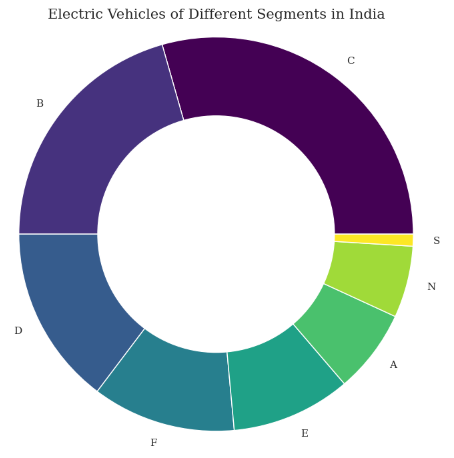 Electric Vehicles of Different Segments in India
C
B
S
N
D
A
E
F